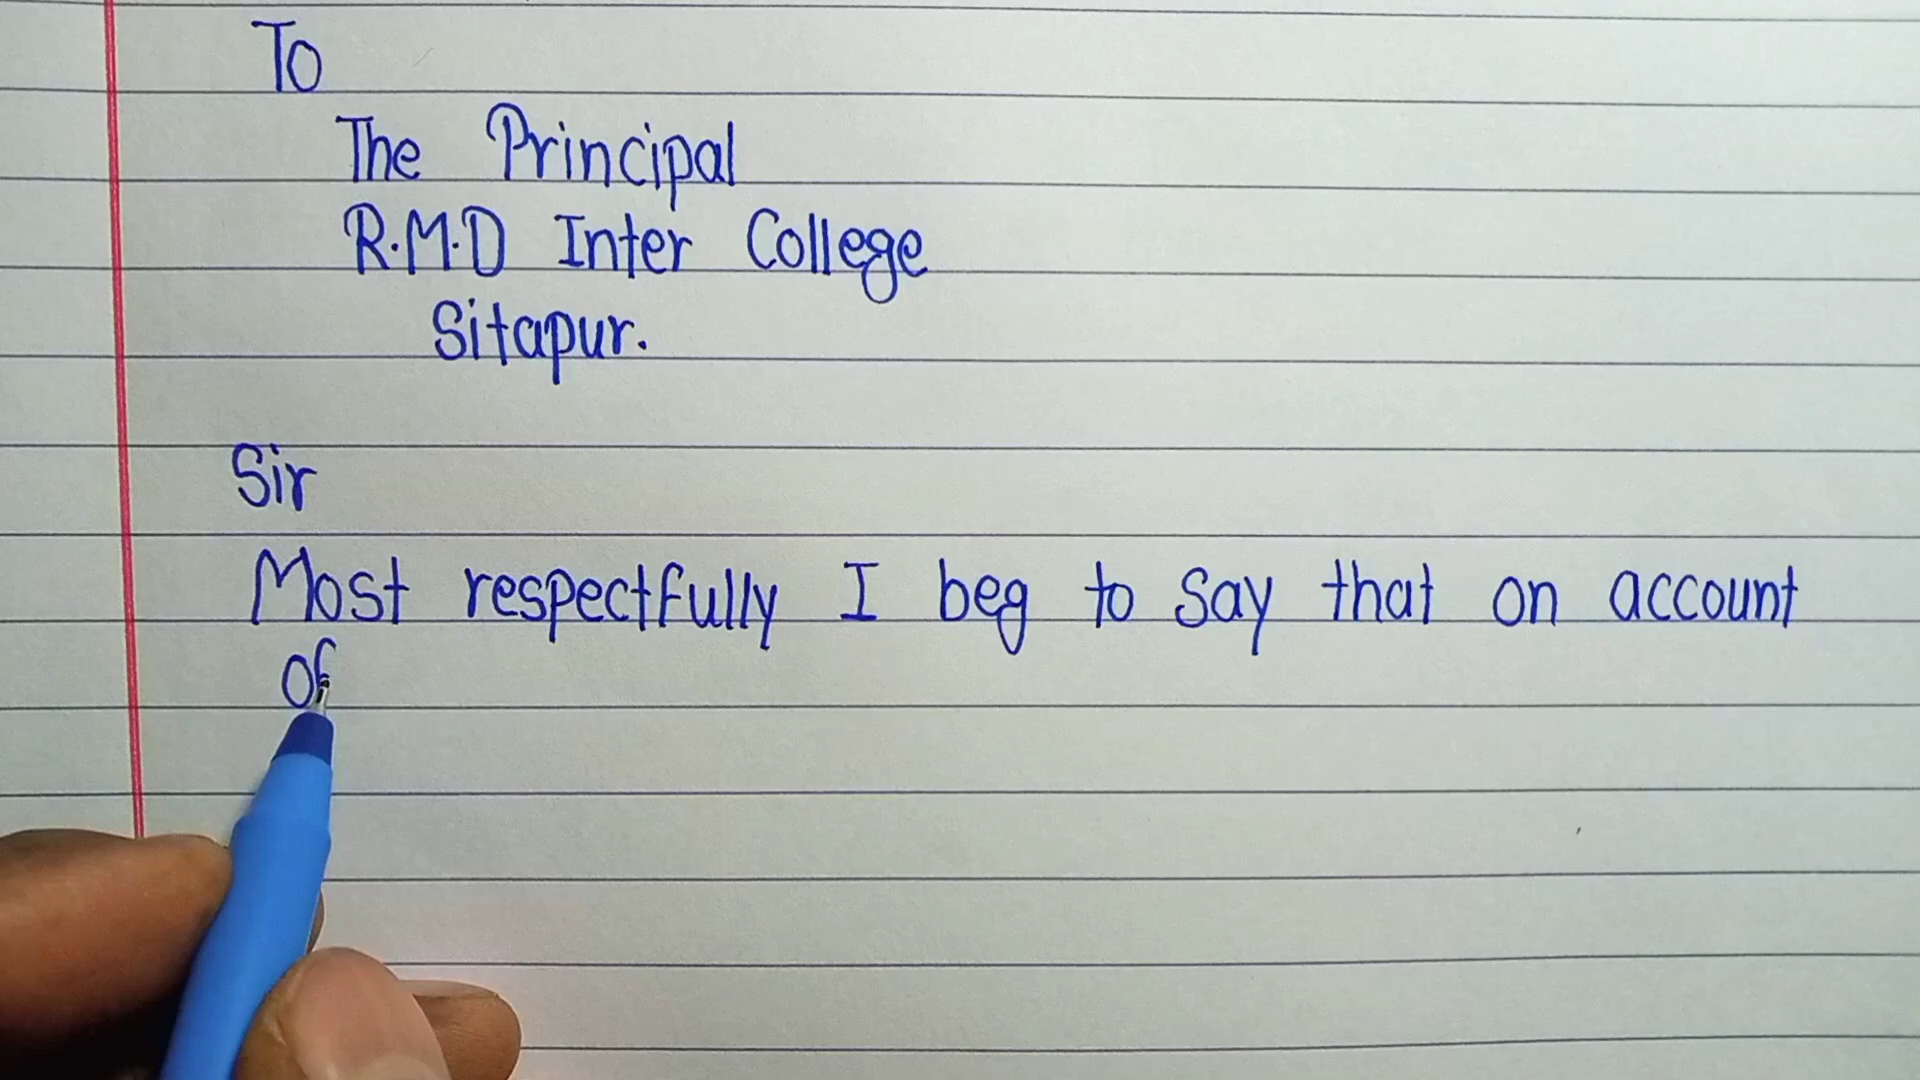 To
The Principal
R.M.D Inter College
Sitapur.
Sir
Most respectfully I beg to say that on account
of